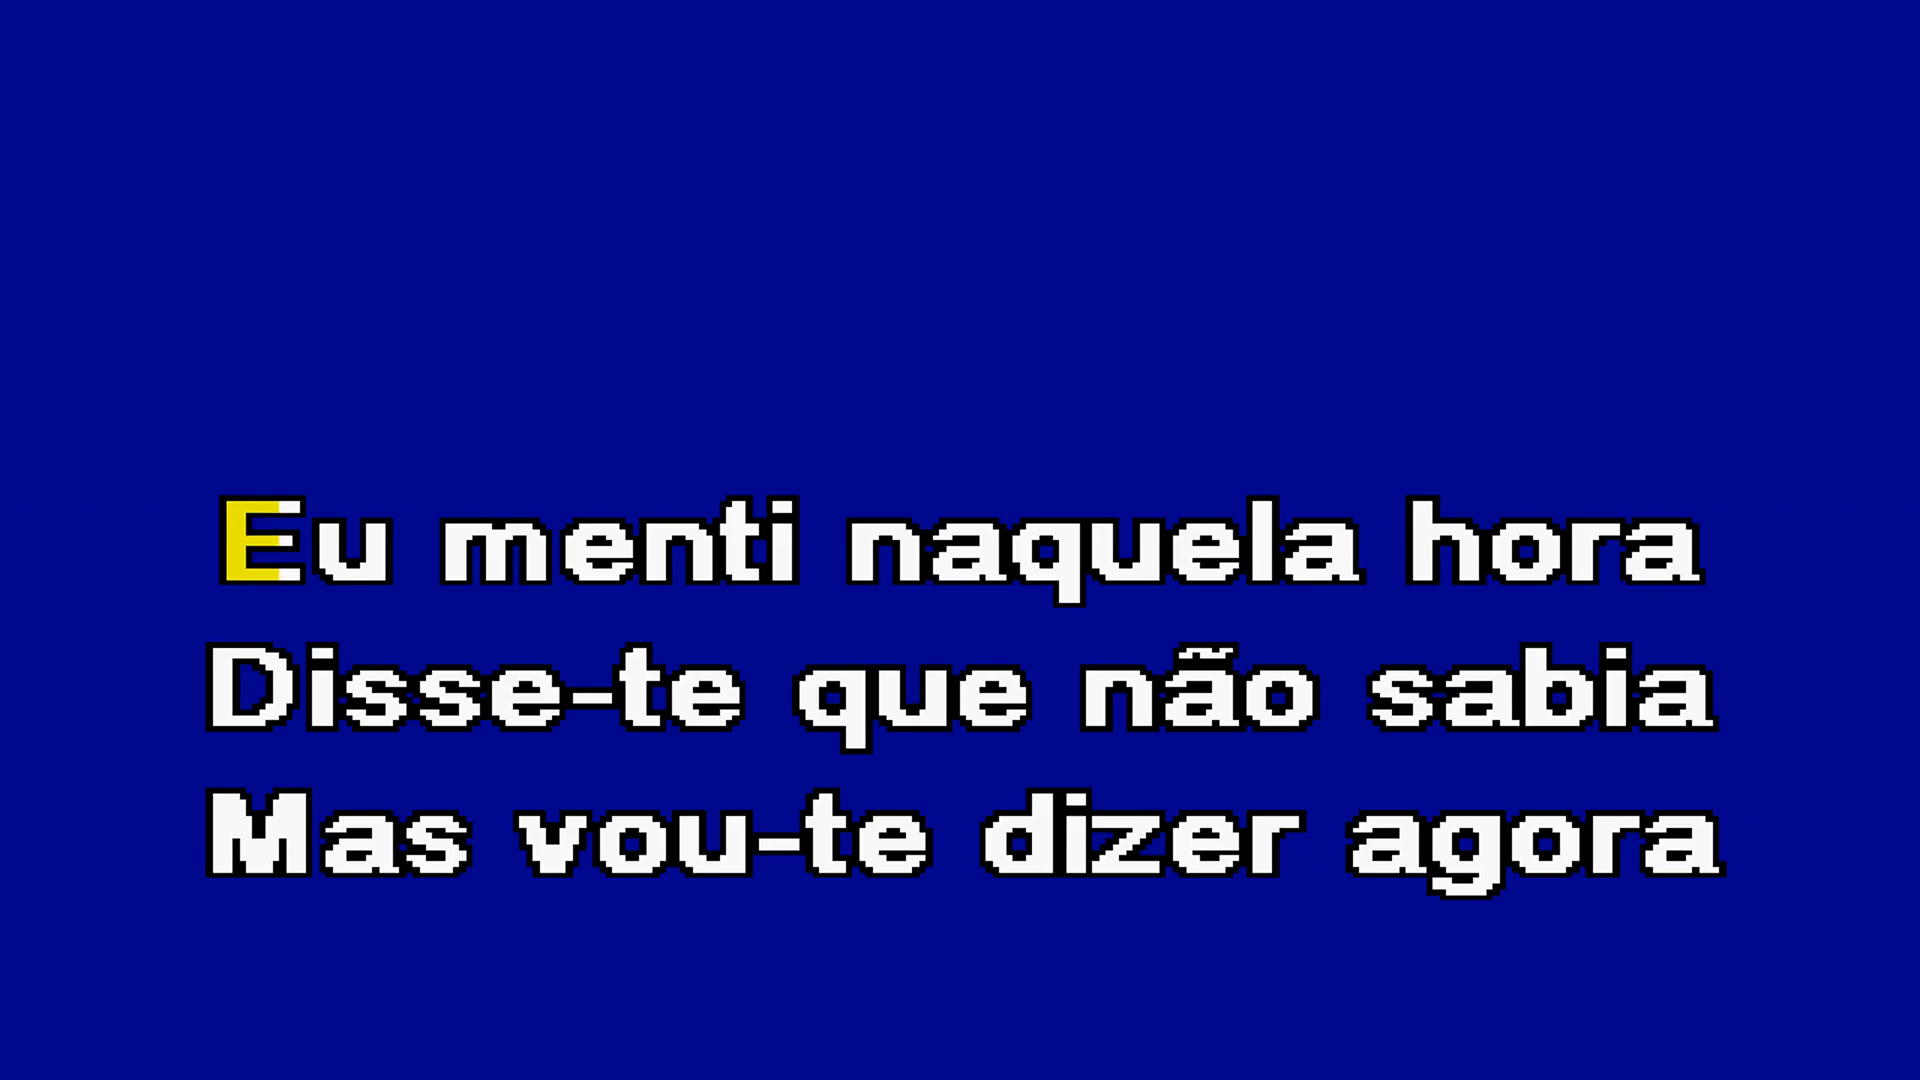 Eu menti naquela hora
Disse-te que não sabia
Mas vou-te dizer agora